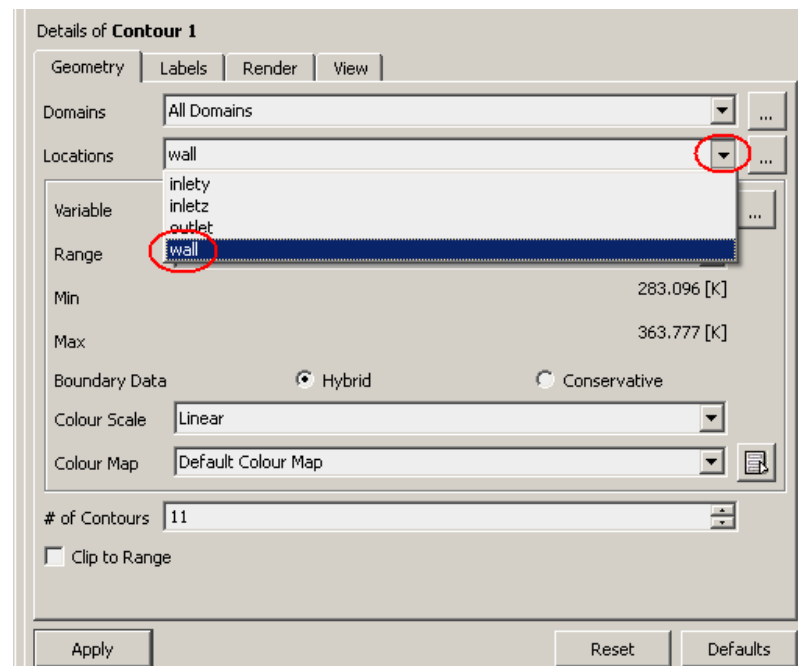 Details of Contour 1
Geometry Labels Render View
Domains All Domains ...
Locations wall ...
inlety
Variable inletz ...
outlet
Range wall
Min 283.096 [K]
Max 363.777 [K]
Boundary Data Hybrid Conservative
Colour Scale Linear
Colour Map Default Colour Map
# of Contours 11
Clip to Range
Apply Reset Defaults